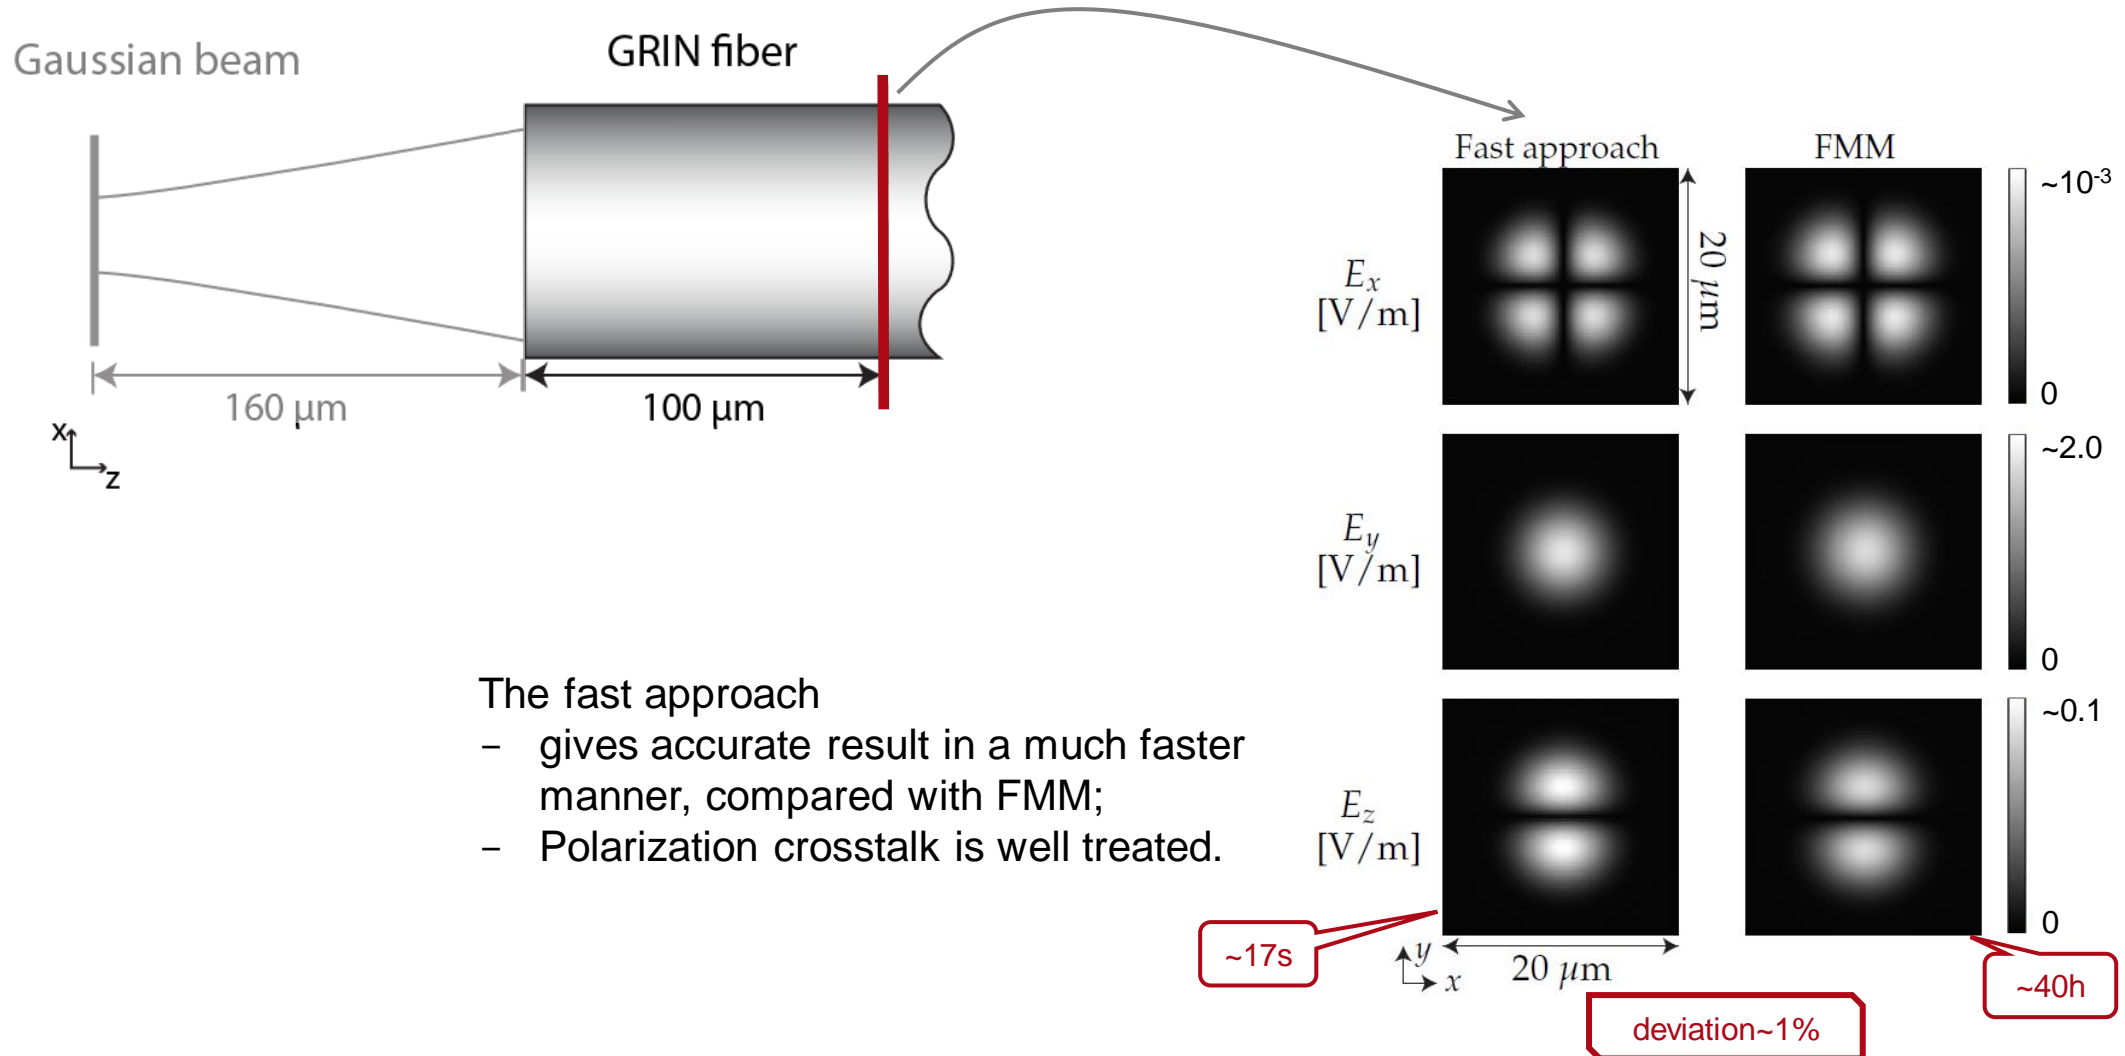 Gaussian beam
GRIN fiber
160 μm
100 μm
x
z
Fast approach
FMM
Eₓ
[V/m]
20 μm
~10⁻³
0
E_y
[V/m]
~2.0
0
E_z
[V/m]
~0.1
0
The fast approach
- gives accurate result in a much faster
manner, compared with FMM;
- Polarization crosstalk is well treated.
~17s
y
x
20 μm
~40h
deviation~1%